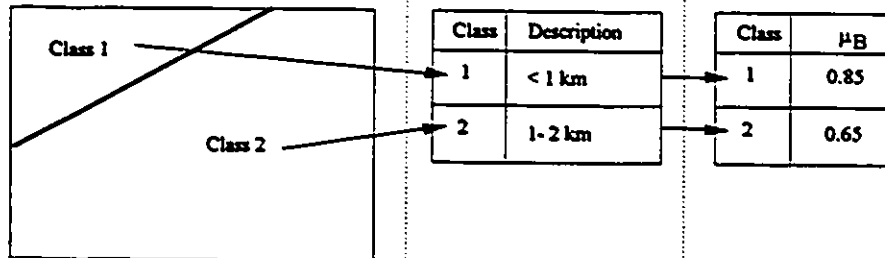 Class 1
Class 2
Class Description
1 < 1 km
2 1- 2 km
Class μB
1 0.85
2 0.65